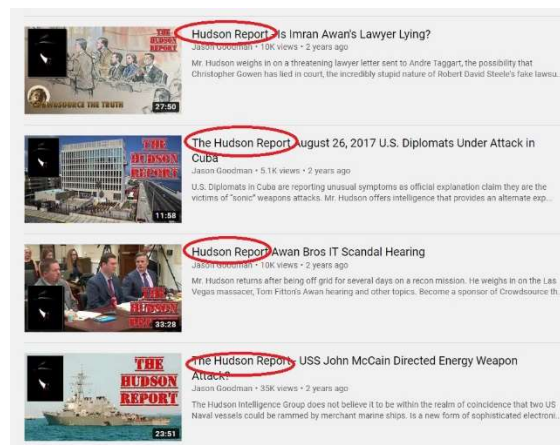 THE
HUDSON
REPORT
CROWDSOURCE THE TRUTH
27:50
Hudson Report - Is Imran Awan's Lawyer Lying?
Jason Goodman • 10K views • 2 years ago
Mr. Hudson weighs in on a threatening lawyer letter sent to Andre Taggart, the possibility that
Christopher Gowen has lied in court, the incredibly stupid nature of Robert David Steele's fake lawsu...
THE
HUDSON
REPORT
11:58
The Hudson Report August 26, 2017 U.S. Diplomats Under Attack in
Cuba
Jason Goodman • 5.1K views • 2 years ago
U.S. Diplomats in Cuba are reporting unusual symptoms as official explanation claim they are the
victims of "sonic" weapons attacks. Mr. Hudson offers intelligence that provides an alternate exp...
THE
HUDSON
33:28
Hudson Report Awan Bros IT Scandal Hearing
Jason Goodman • 10K views • 2 years ago
Mr. Hudson returns after being off grid for several days on a recon mission. He weighs in on the Las
Vegas massacer, Tom Fitton's Awan hearing and other topics. Become a sponsor of Crowdsource th...
THE
HUDSON
REPORT
23:51
The Hudson Report - USS John McCain Directed Energy Weapon
Attack?
Jason Goodman • 35K views • 2 years ago
The Hudson Intelligence Group does not believe it to be within the realm of coincidence that two US
Naval vessels could be rammed by merchant marine ships. Is a new form of sophisticated electroni...